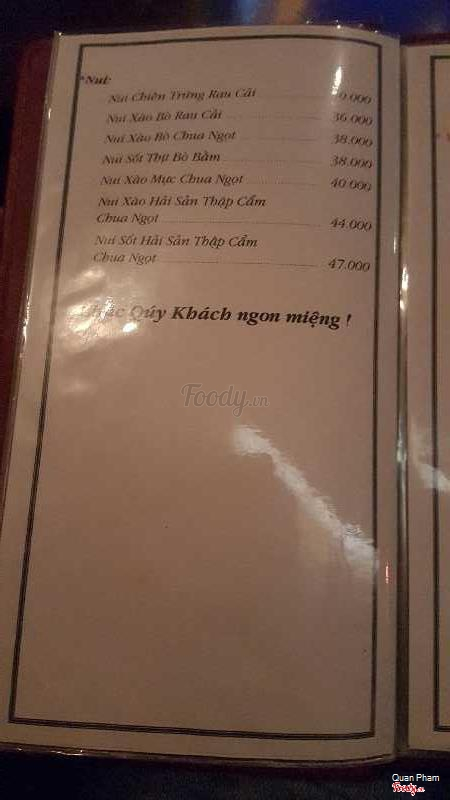 *Nui:
Nui Chiên Trứng Rau Cải 0.000
Nui Xào Bò Rau Cải 36.000
Nui Xào Bò Chua Ngọt 38.000
Nui Sốt Thịt Bò Bằm 38.000
Nui Xào Mực Chua Ngọt 40.000
Nui Xào Hải Sản Thập Cẩm
Chua Ngọt 44.000
Nui Sốt Hải Sản Thập Cẩm
Chua Ngọt 47.000
Quý Khách ngon miệng !
Foody.vn
Quan Pham
Foody.vn